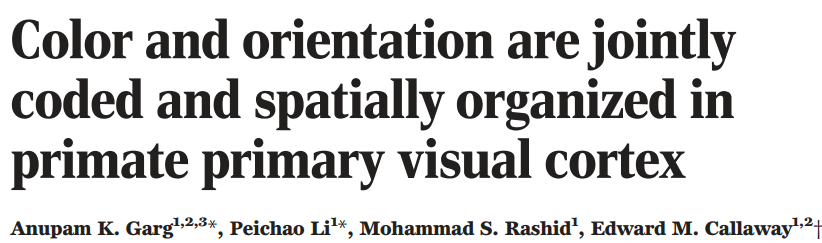 Color and orientation are jointly
coded and spatially organized in
primate primary visual cortex
Anupam K. Garg¹,²,³*, Peichao Li¹*, Mohammad S. Rashid¹, Edward M. Callaway¹,²†